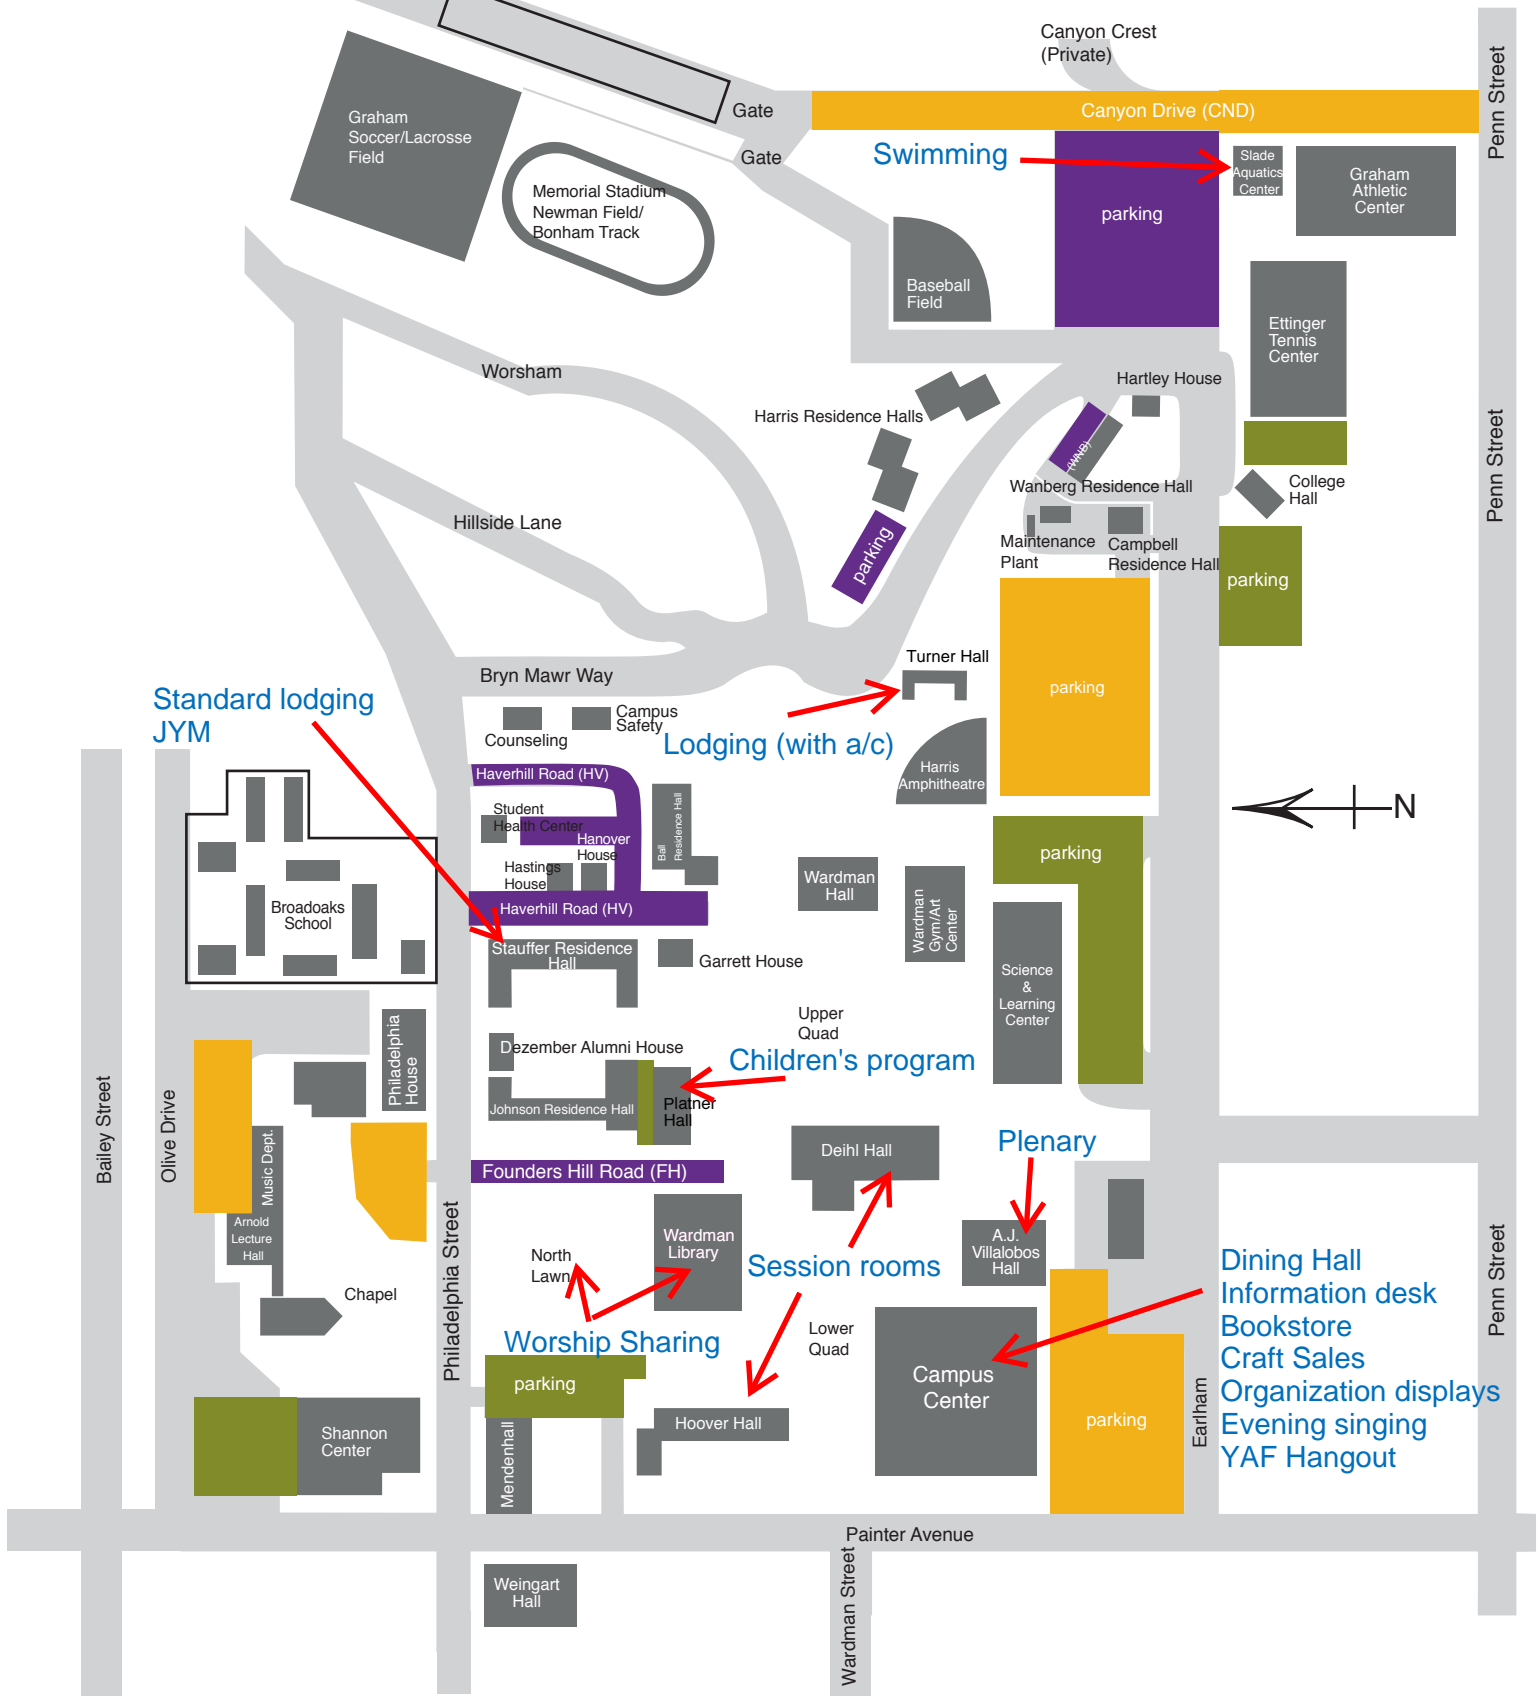 Canyon Crest
(Private)
Penn Street
Gate
Canyon Drive (CND)
Graham
Soccer/Lacrosse
Field
Gate
Swimming
Slade
Aquatics
Center
Graham
Athletic
Center
Memorial Stadium
Newman Field/
Bonham Track
parking
Baseball
Field
Ettinger
Tennis
Center
Worsham
Hartley House
Harris Residence Halls
Penn Street
(WNB)
Wanberg Residence Hall
College
Hall
Hillside Lane
parking
Maintenance
Plant
Campbell
Residence Hall
parking
Turner Hall
Bryn Mawr Way
parking
Standard lodging
JYM
Campus
Safety
Counseling
Lodging (with a/c)
Haverhill Road (HV)
Harris
Amphitheatre
N
Student
Health Center
Hanover
House
Ball
Residence Hall
parking
Hastings
House
Wardman
Hall
Broadoaks
School
Haverhill Road (HV)
Wardman
Gym/Art
Center
Stauffer Residence
Hall
Garrett House
Science
&
Learning
Center
Upper
Quad
Philadelphia
House
Dezember Alumni House
Children's program
Johnson Residence Hall
Platner
Hall
Bailey Street
Olive Drive
Music Dept.
Plenary
Deihl Hall
Founders Hill Road (FH)
Arnold
Lecture
Hall
Philadelphia Street
Wardman
Library
A.J.
Villalobos
Hall
North
Lawn
Session rooms
Dining Hall
Information desk
Bookstore
Craft Sales
Organization displays
Evening singing
YAF Hangout
Penn Street
Chapel
Worship Sharing
Lower
Quad
parking
Campus
Center
Earlham
parking
Shannon
Center
Hoover Hall
Mendenhall
Painter Avenue
Wardman Street
Weingart
Hall